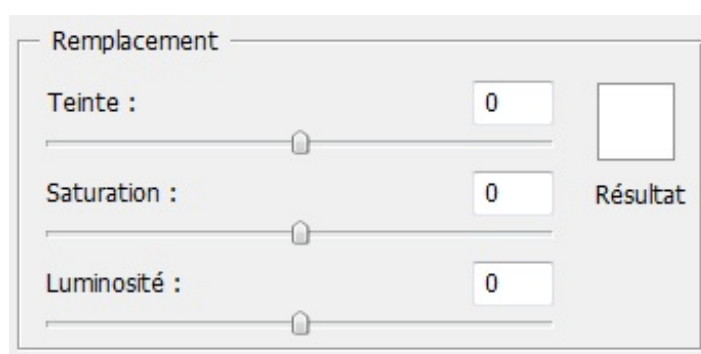 Remplacement
Teinte : 0
Saturation : 0 Résultat
Luminosité : 0